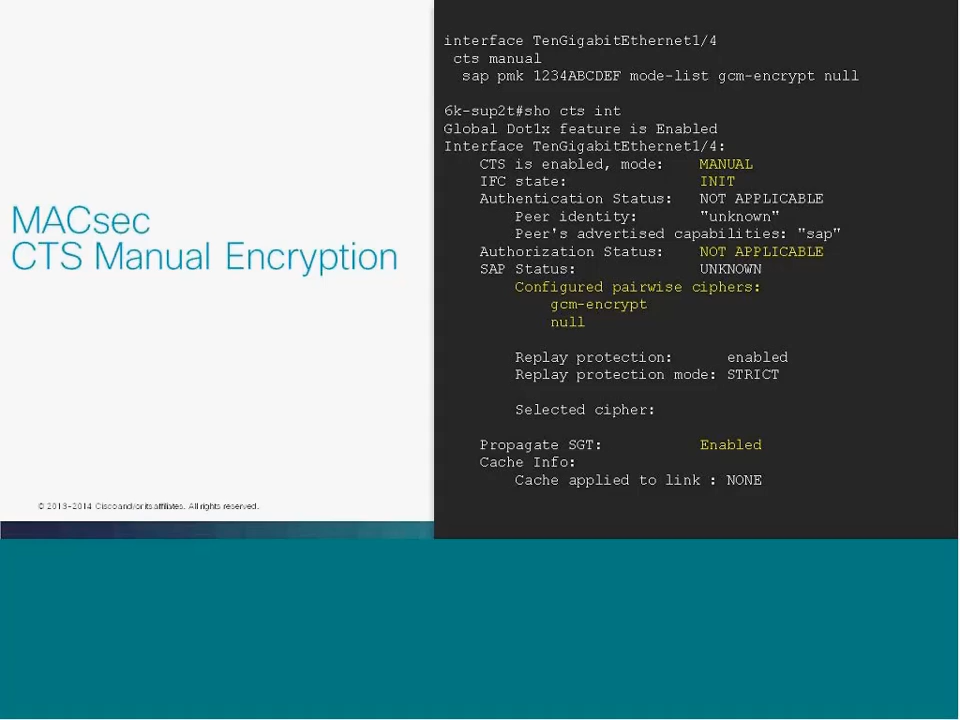 MACsec
CTS Manual Encryption
© 2013-2014 Cisco and/or its affiliates. All rights reserved.
interface TenGigabitEthernet1/4
cts manual
sap pmk 1234ABCDEF mode-list gcm-encrypt null
6k-sup2t#sho cts int
Global Dot1x feature is Enabled
Interface TenGigabitEthernet1/4:
CTS is enabled, mode: MANUAL
IFC state: INIT
Authentication Status: NOT APPLICABLE
Peer identity: "unknown"
Peer's advertised capabilities: "sap"
Authorization Status: NOT APPLICABLE
SAP Status: UNKNOWN
Configured pairwise ciphers:
gcm-encrypt
null
Replay protection: enabled
Replay protection mode: STRICT
Selected cipher:
Propagate SGT: Enabled
Cache Info:
Cache applied to link : NONE